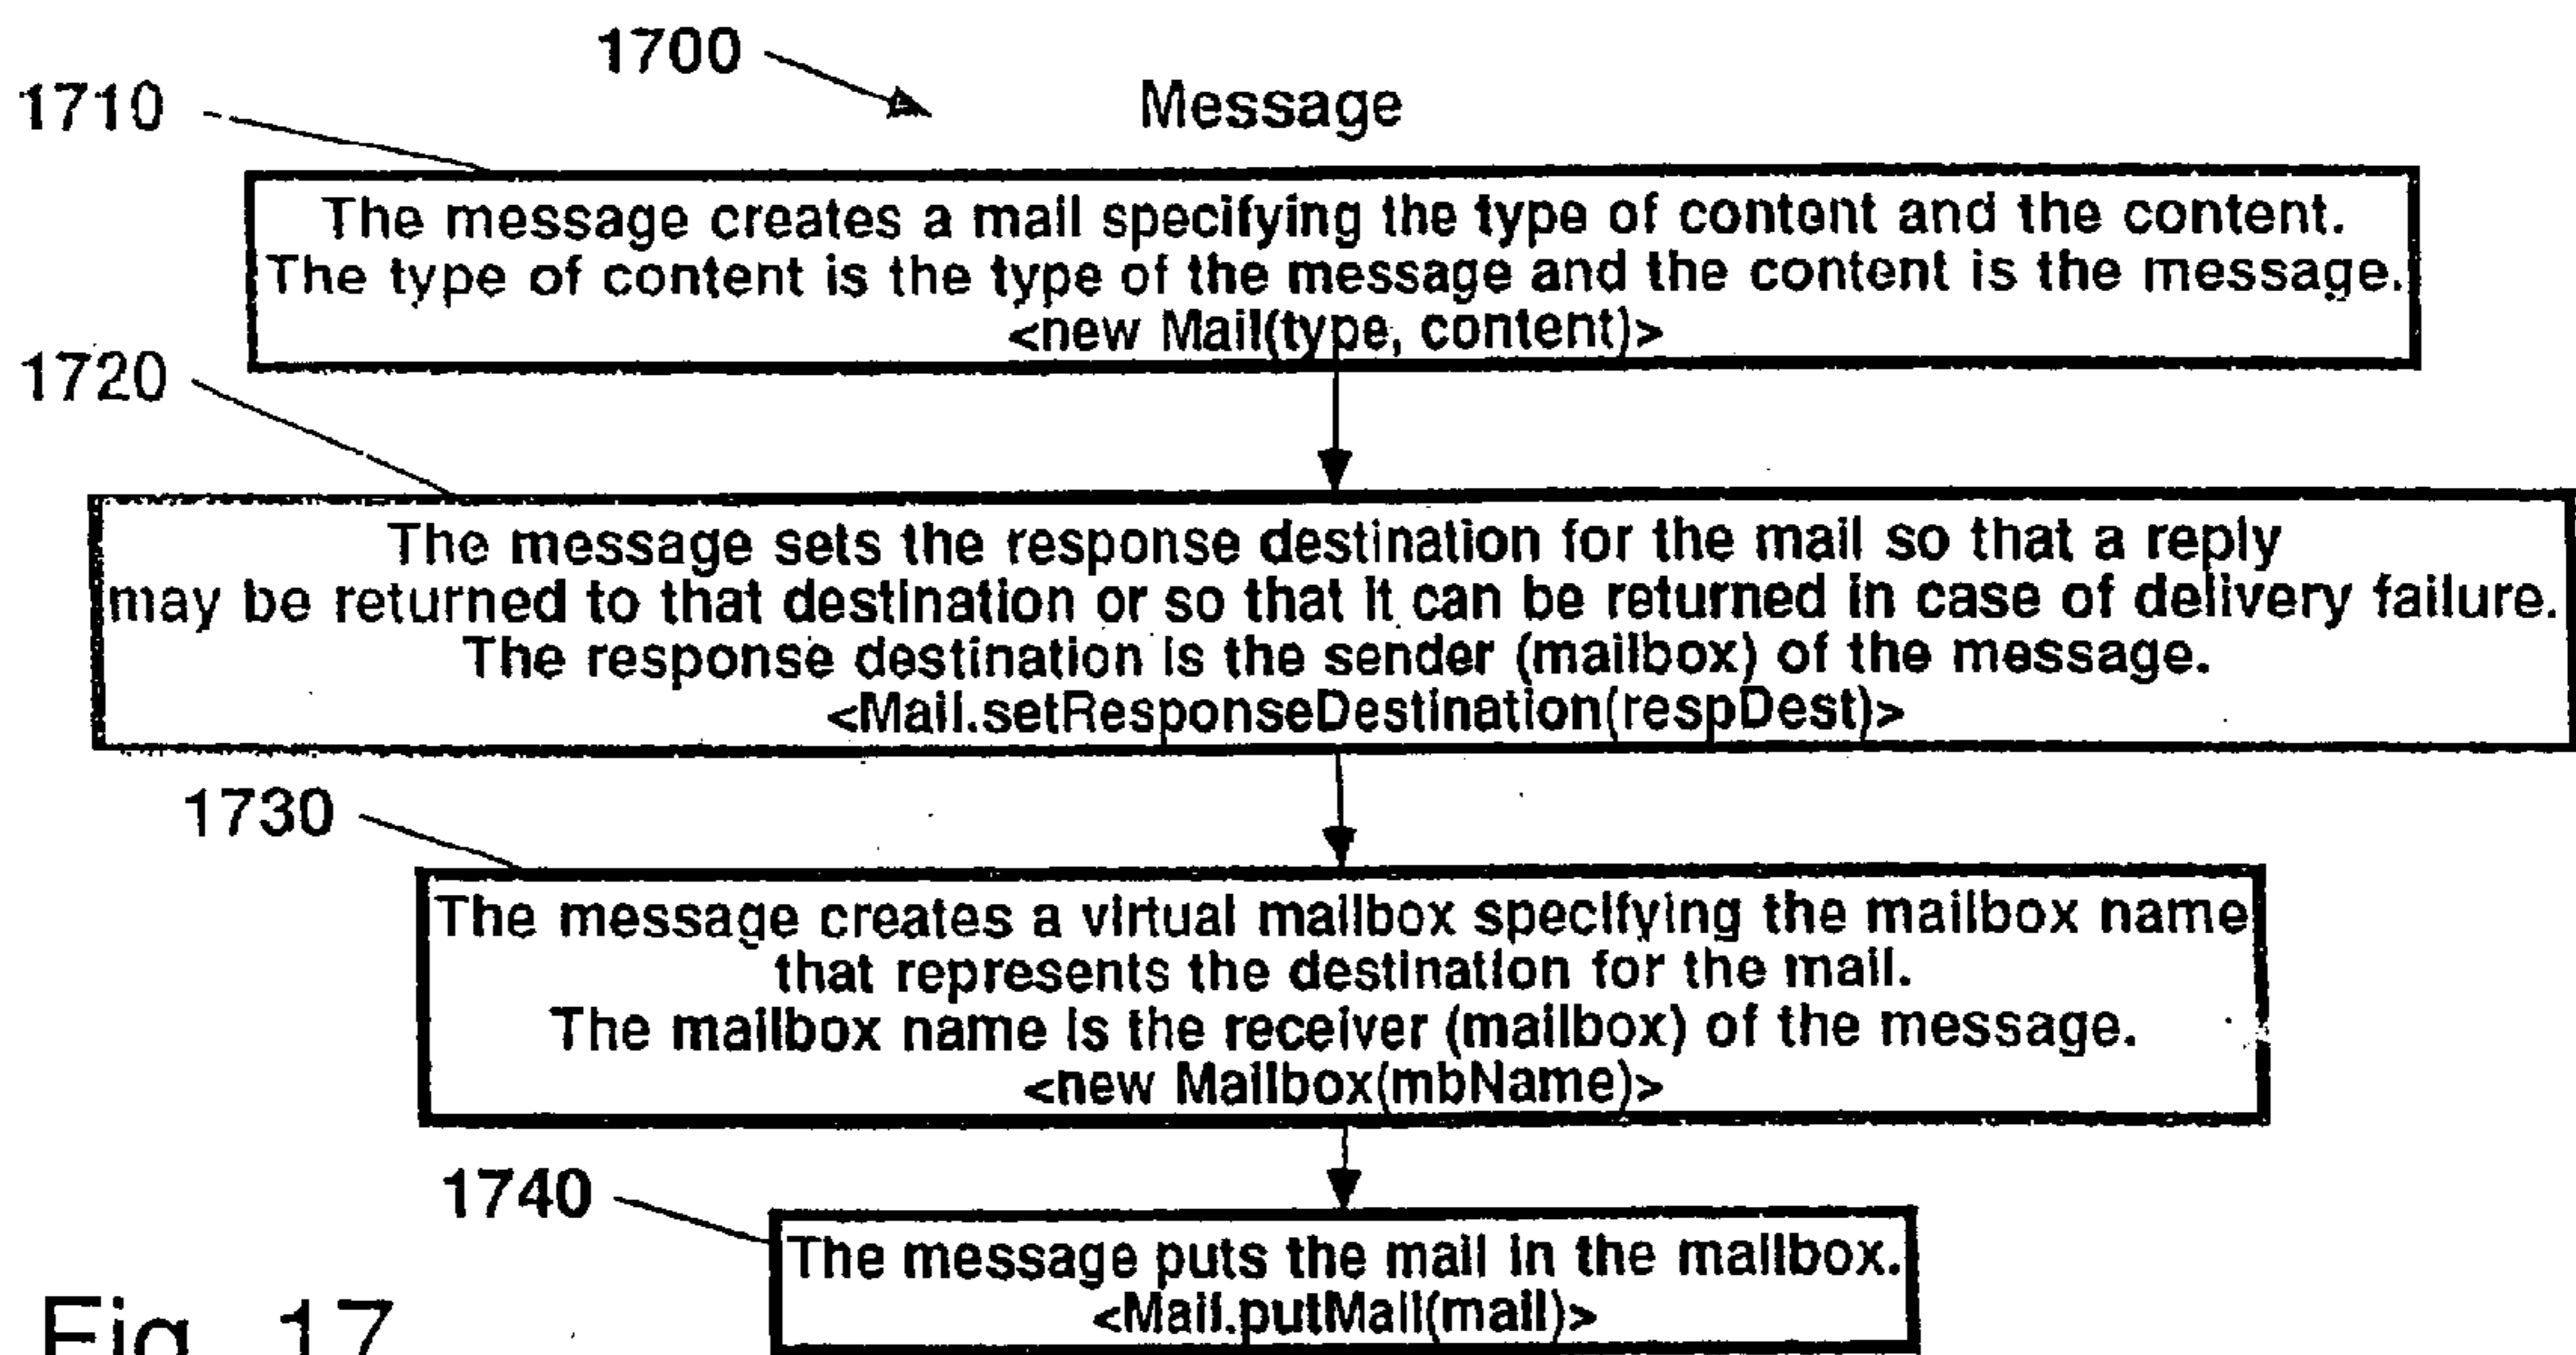 1700
Message
1710
The message creates a mail specifying the type of content and the content.
The type of content is the type of the message and the content is the message.
<new Mail(type, content)>
1720
The message sets the response destination for the mail so that a reply
may be returned to that destination or so that it can be returned in case of delivery failure.
The response destination is the sender (mailbox) of the message.
<Mail.setResponseDestination(respDest)>
1730
The message creates a virtual mailbox specifying the mailbox name
that represents the destination for the mail.
The mailbox name is the receiver (mailbox) of the message.
<new Mailbox(mbName)>
1740
The message puts the mail in the mailbox.
<Mail.putMail(mail)>
Fig. 17